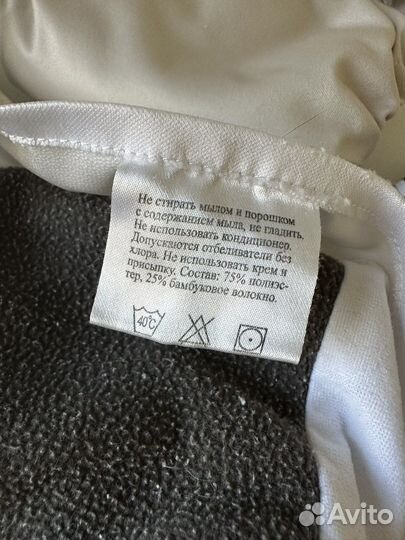 Не стирать мылом и порошком
с содержанием мыла, не гладить.
Не использовать кондиционер.
Допускаются отбеливатели без
хлора. Не использовать крем и
присыпку. Состав: 75% полиэс-
тер, 25% бамбуковое волокно.
40°C
Avito